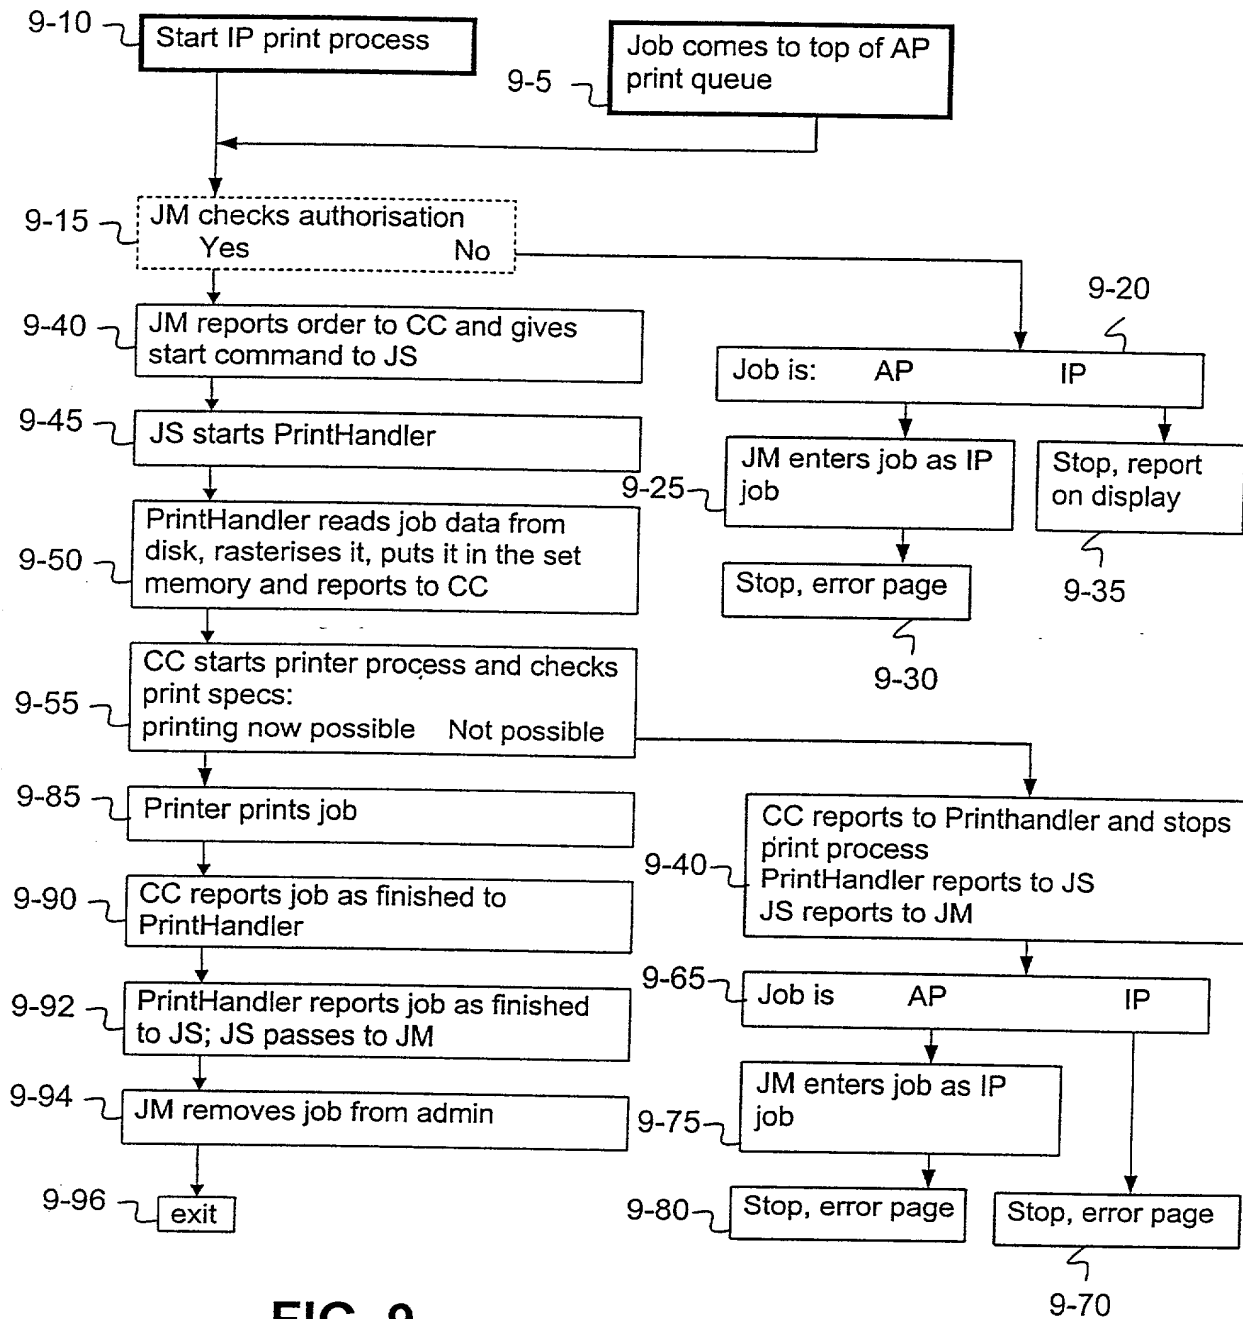 9-10
Start IP print process
Job comes to top of AP
print queue
9-5
9-15
JM checks authorisation
Yes No
9-20
9-40
JM reports order to CC and gives
start command to JS
Job is: AP IP
9-45
JS starts PrintHandler
9-25
JM enters job as IP
job
Stop, report
on display
9-35
9-50
PrintHandler reads job data from
disk, rasterises it, puts it in the set
memory and reports to CC
Stop, error page
9-30
9-55
CC starts printer process and checks
print specs:
printing now possible Not possible
9-85
Printer prints job
9-40
CC reports to Printhandler and stops
print process
PrintHandler reports to JS
JS reports to JM
9-90
CC reports job as finished to
PrintHandler
9-65
Job is AP IP
9-92
PrintHandler reports job as finished
to JS; JS passes to JM
9-75
JM enters job as IP
job
9-94
JM removes job from admin
9-80
Stop, error page
Stop, error page
9-70
9-96
exit
FIG. 9